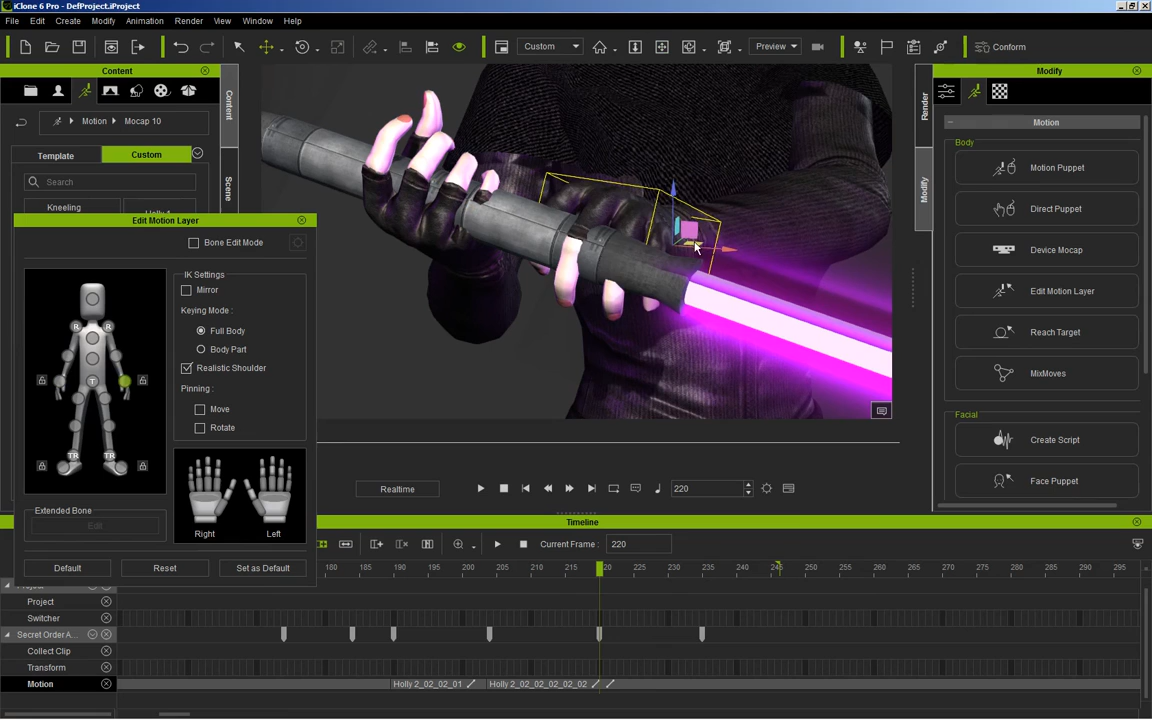 iClone 6 Pro - DefProject.iProject
File Edit Create Modify Animation Render View Window Help
Custom Preview Conform
Content
Motion Mocap 10
Template Custom
Search
Kneeling
Content
Scene
Edit Motion Layer
Bone Edit Mode
IK Settings
Mirror
Keying Mode :
Full Body
Body Part
Realistic Shoulder
Pinning :
Move
Rotate
R R
T
TR TR
Extended Bone
Edit
Right Left
Default Reset Set as Default
Render
Modify
Modify
Motion
Body
Motion Puppet
Direct Puppet
Device Mocap
Edit Motion Layer
Reach Target
MixMoves
Facial
Create Script
Face Puppet
Realtime 220
Timeline
Current Frame : 220
180 185 190 195 200 205 210 215 220 225 230 235 240 245 250 255 260 265 270 275 280 285 290 295
Project
Switcher
Secret Order A...
Collect Clip
Transform
Motion Holly 2_02_02_01 Holly 2_02_02_02_02_02